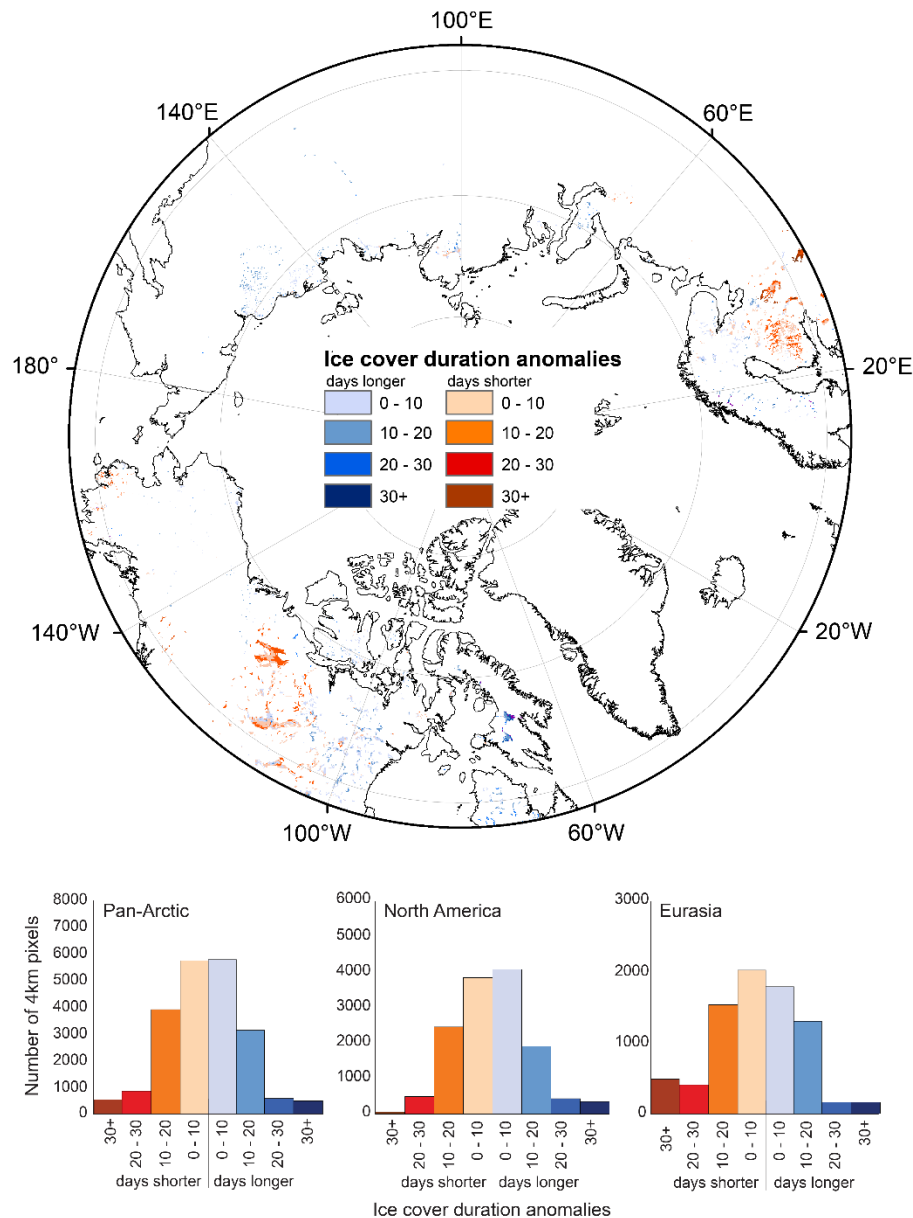 100°E
140°E
60°E
180°
20°E
Ice cover duration anomalies
days longer
days shorter
0 - 10
0 - 10
10 - 20
10 - 20
20 - 30
20 - 30
30+
30+
140°W
20°W
100°W
60°W
Pan-Arctic
North America
Eurasia
Number of 4km pixels
8000
7000
6000
5000
4000
3000
2000
1000
0
6000
5000
4000
3000
2000
1000
0
3000
2000
1000
0
30+
20 - 30
10 - 20
0 - 10
0 - 10
10 - 20
20 - 30
30+
30+
20 - 30
10 - 20
0 - 10
0 - 10
10 - 20
20 - 30
30+
30+
20 - 30
10 - 20
0 - 10
0 - 10
10 - 20
20 - 30
30+
days shorter
days longer
days shorter
days longer
days shorter
days longer
Ice cover duration anomalies